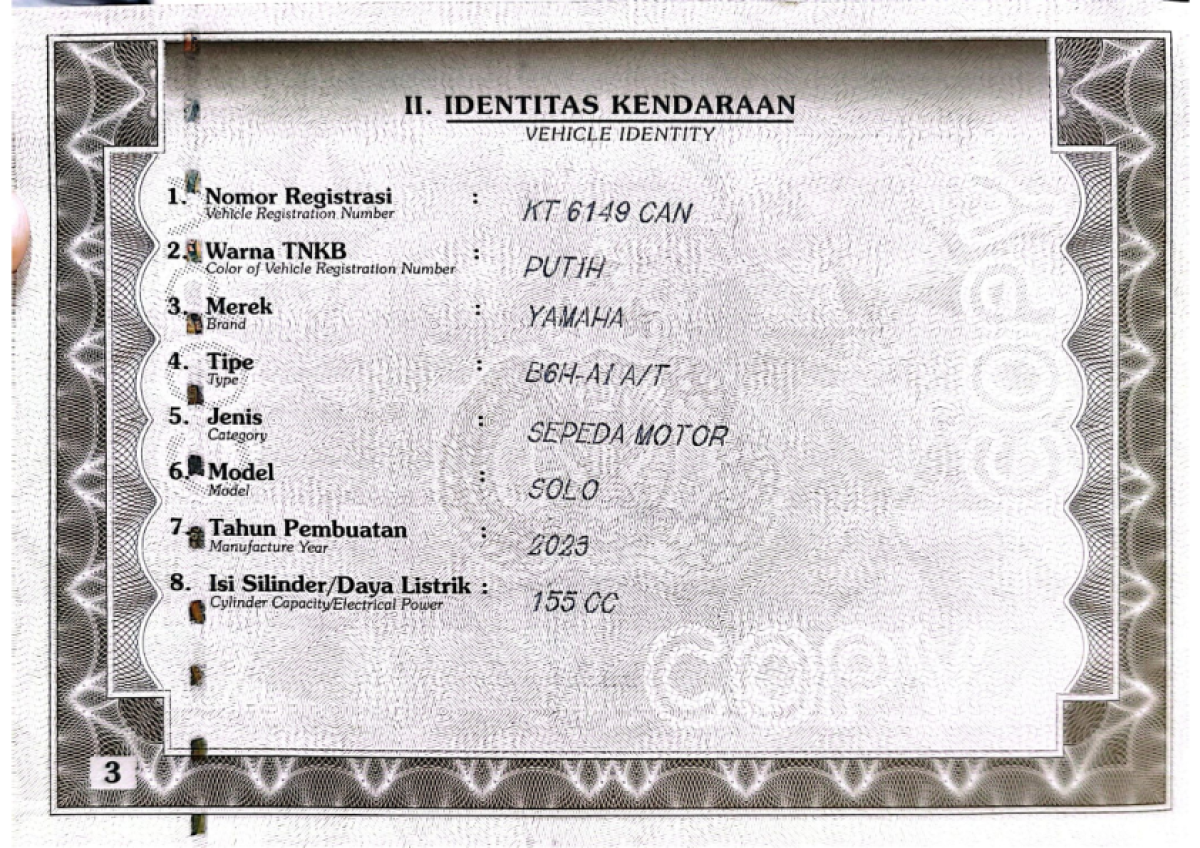 II. IDENTITAS KENDARAAN
VEHICLE IDENTITY
1. Nomor Registrasi : KT 6149 CAN
Vehicle Registration Number
2. Warna TNKB : PUTIH
Color of Vehicle Registration Number
3. Merek : YAMAHA
Brand
4. Tipe : B6H-A1 A/T
Type
5. Jenis : SEPEDA MOTOR
Category
6. Model : SOLO
Model
7. Tahun Pembuatan : 2023
Manufacture Year
8. Isi Silinder/Daya Listrik : 155 CC
Cylinder Capacity/Electrical Power
COPY
COPY
3